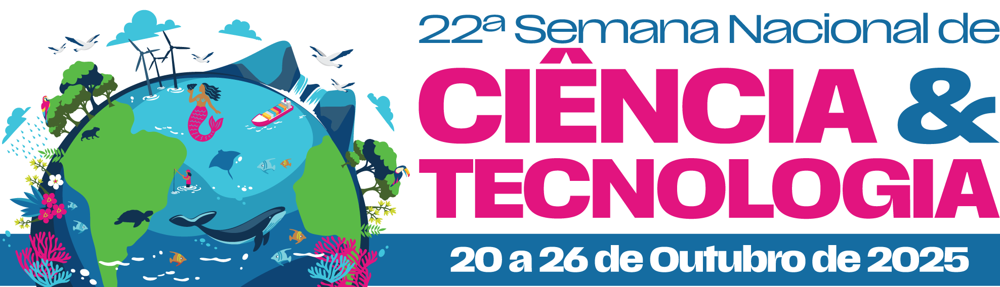 22ª Semana Nacional de
CIÊNCIA &
TECNOLOGIA
20 a 26 de Outubro de 2025